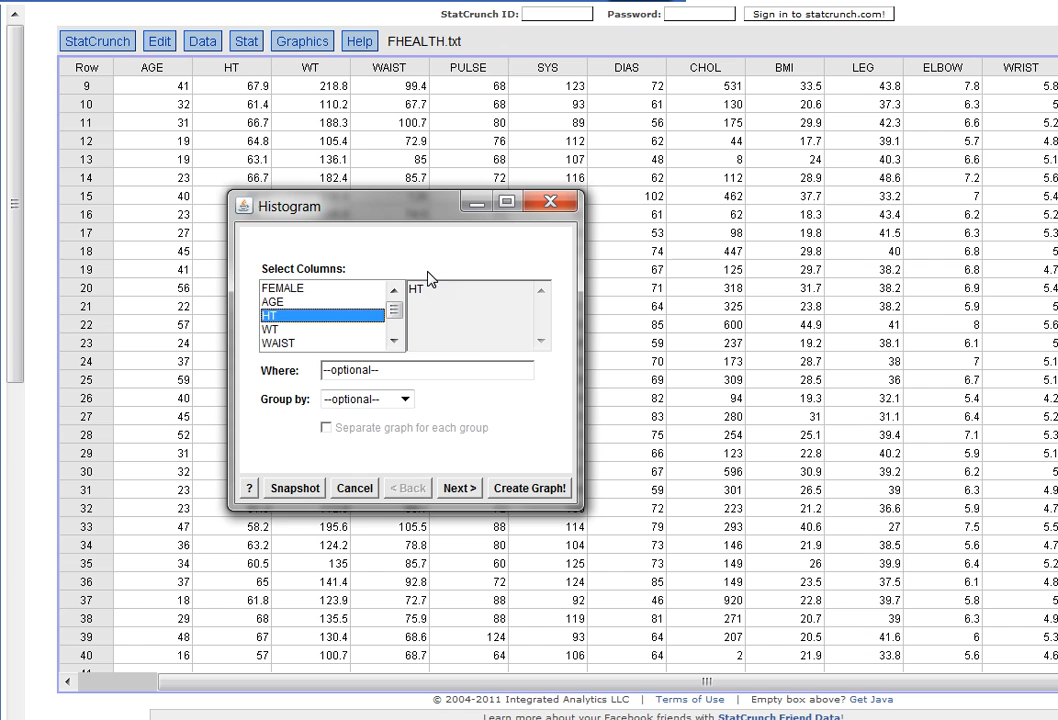 StatCrunch ID: Password: Sign in to statcrunch.com!
StatCrunch Edit Data Stat Graphics Help FHEALTH.txt
Row AGE HT WT WAIST PULSE SYS DIAS CHOL BMI LEG ELBOW WRIST
9 41 67.9 218.8 99.4 68 123 72 531 33.5 43.8 7.8 5.8
10 32 61.4 110.2 67.7 68 93 61 130 20.6 37.3 6.3 5
11 31 66.7 188.3 100.7 80 89 56 175 29.9 42.3 6.6 5.2
12 19 64.8 105.4 72.9 76 112 62 44 17.7 39.1 5.7 4.8
13 19 63.1 136.1 85 68 107 48 8 24 40.3 6.6 5.
14 23 66.7 182.4 85.7 72 116 62 112 28.9 48.6 7.2 5.6
15 40 102 462 37.7 33.2 7 5.4
16 23 61 62 18.3 43.4 6.2 5.2
17 27 53 98 19.8 41.5 6.3 5.3
18 45 74 447 29.8 40 6.8 5.
19 41 67 125 29.7 38.2 6.8 4.7
20 56 71 318 31.7 38.2 6.9 5.4
21 22 64 325 23.8 38.2 5.9 5.
22 57 85 600 44.9 41 8 5.6
23 24 59 237 19.2 38.1 6.1 5
24 37 70 173 28.7 38 7 5.1
25 59 69 309 28.5 36 6.7 5.1
26 40 82 94 19.3 32.1 5.4 4.2
27 45 83 280 31 31.1 6.4 5.2
28 52 75 254 25.1 39.4 7.1 5.3
29 31 66 123 22.8 40.2 5.9 5.
30 32 67 596 30.9 39.2 6.2 5
31 23 59 301 26.5 39 6.3 4.9
32 23 72 223 21.2 36.6 5.9 4.7
33 47 58.2 195.6 105.5 88 114 79 293 40.6 27 7.5 5.
34 36 63.2 124.2 78.8 80 104 73 146 21.9 38.5 5.6 4.7
35 34 60.5 135 85.7 60 125 73 149 26 39.9 6.4 5.2
36 37 65 141.4 92.8 72 124 85 149 23.5 37.5 6.1 4.8
37 18 61.8 123.9 72.7 88 92 46 920 22.8 39.7 5.8 5
38 29 68 135.5 75.9 88 119 81 271 20.7 39 6.3 4.9
39 48 67 130.4 68.6 124 93 64 207 20.5 41.6 6 5.
40 16 57 100.7 68.7 64 106 64 2 21.9 33.8 5.6 4.6
Histogram
Select Columns:
FEMALE
AGE
HT
WT
WAIST
HT
Where: --optional--
Group by: --optional--
Separate graph for each group
? Snapshot Cancel < Back Next > Create Graph!
© 2004-2011 Integrated Analytics LLC | Terms of Use | Empty box above? Get Java
Learn more about your Facebook friends with StatCrunch Friend Data!